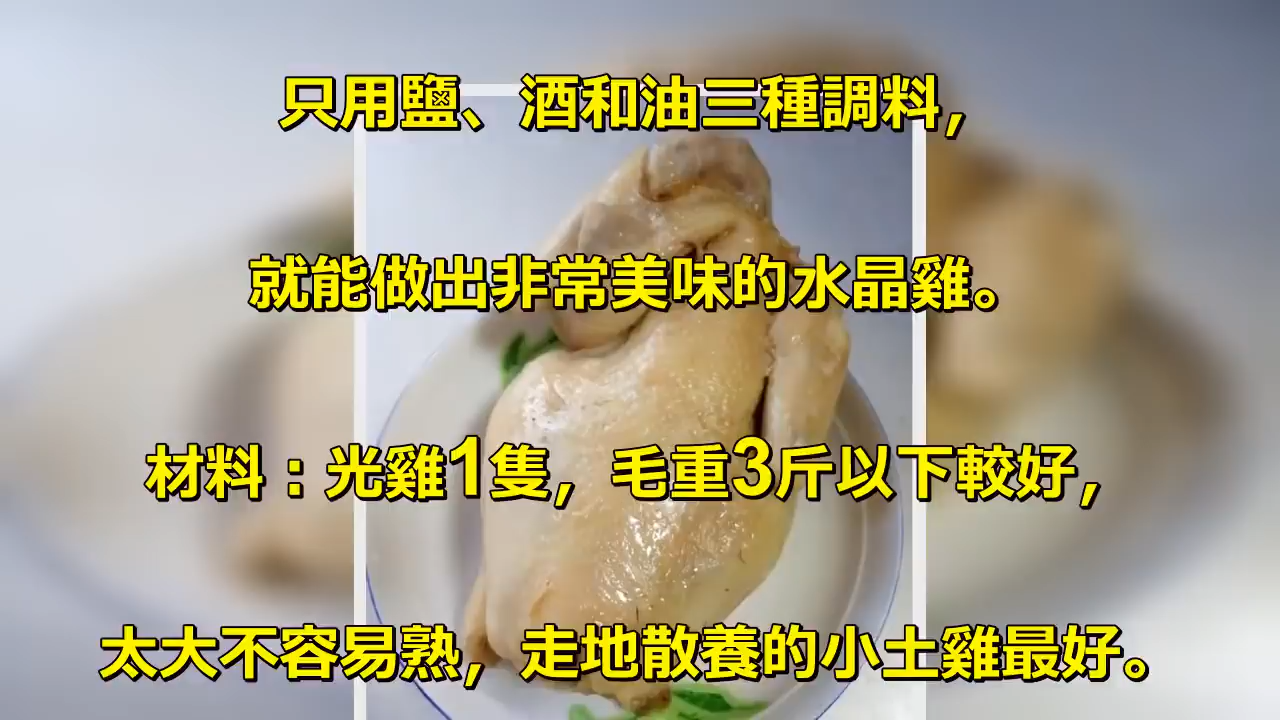 只用鹽、酒和油三種調料，
就能做出非常美味的水晶雞。
材料：光雞1隻，毛重3斤以下較好，
太大不容易熟，走地散養的小土雞最好。